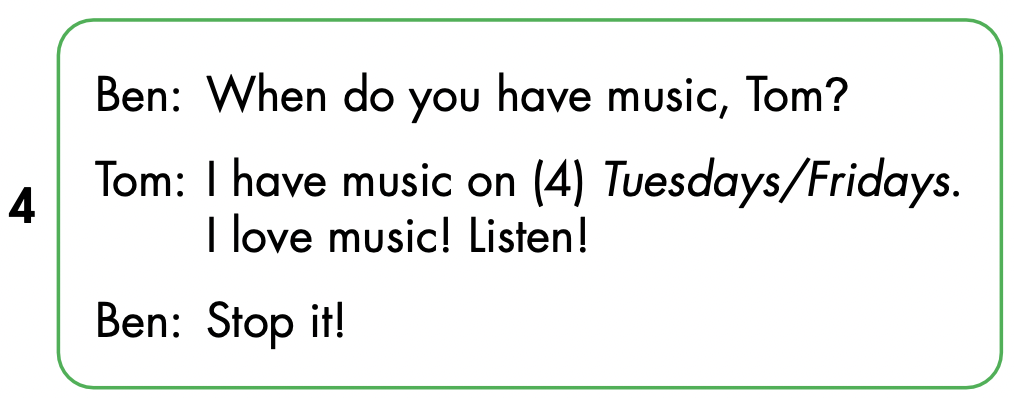 Ben: When do you have music, Tom?
4
Tom: I have music on (4) Tuesdays/Fridays.
I love music! Listen!
Ben: Stop it!